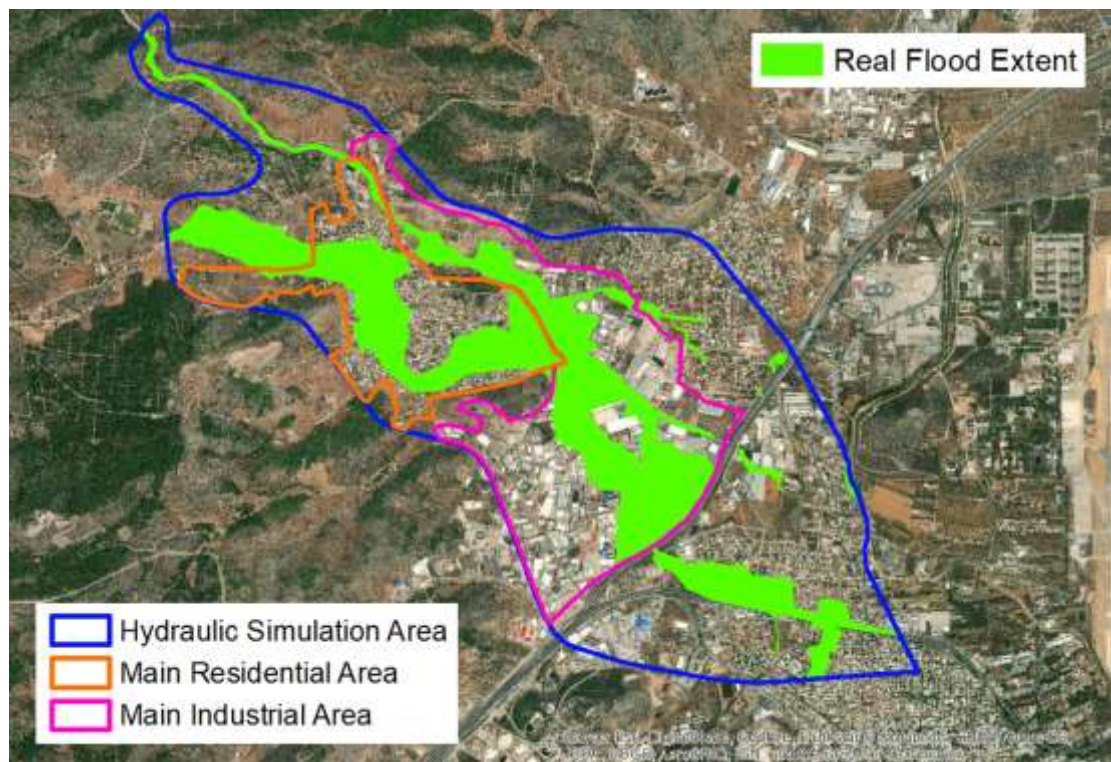 Real Flood Extent
Hydraulic Simulation Area
Main Residential Area
Main Industrial Area